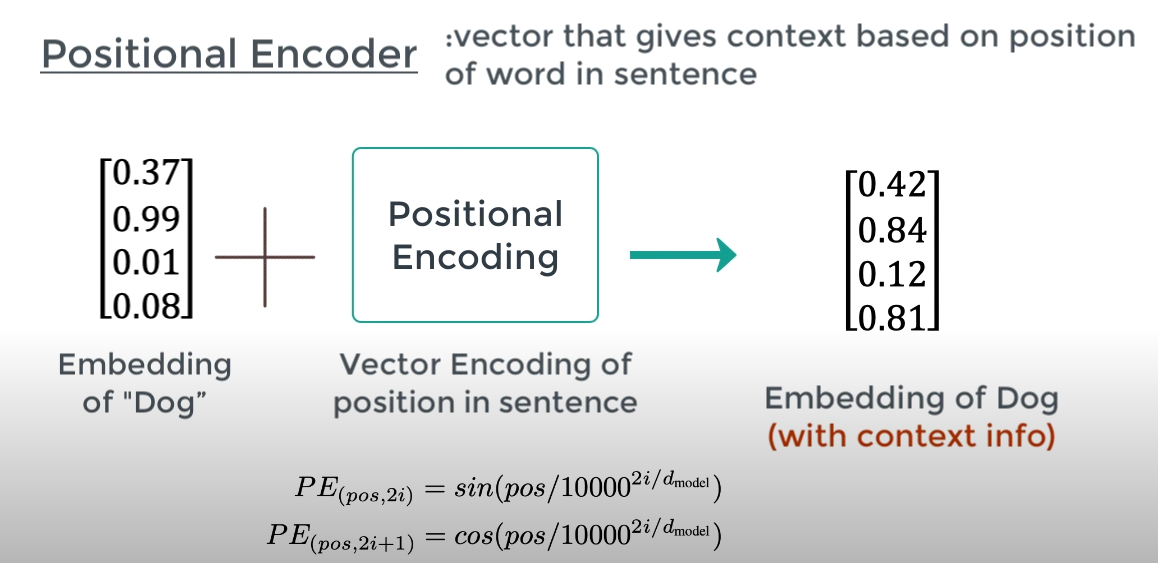 Positional Encoder :vector that gives context based on position
of word in sentence
[0.37
0.99
0.01
0.08]
Positional
Encoding
[0.42
0.84
0.12
0.81]
Embedding
of "Dog”
Vector Encoding of
position in sentence
Embedding of Dog
(with context info)
PE(pos,2i) = sin(pos/10000^2i/dmodel)
PE(pos,2i+1) = cos(pos/10000^2i/dmodel)